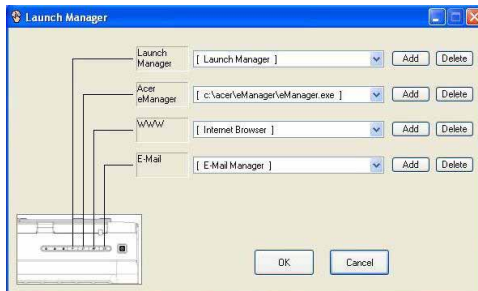 Launch Manager
Launch Manager
[ Launch Manager ]
Add
Delete
Acer eManager
[ c:\acer\eManager\eManager.exe ]
Add
Delete
WWW
[ Internet Browser ]
Add
Delete
E-Mail
[ E-Mail Manager ]
Add
Delete
OK
Cancel